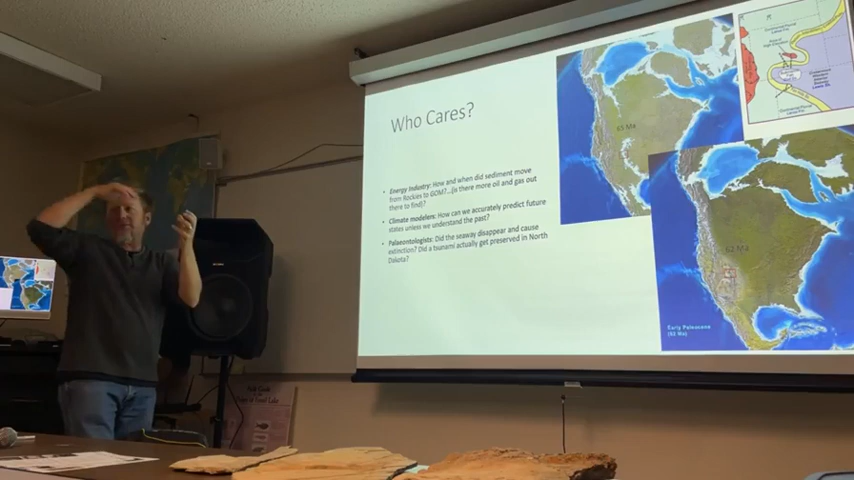 Who Cares?
• Energy Industry: How and when did sediment move
from Rockies to GOM?...(is there more oil and gas out
there to find)?
• Climate modelers: How can we accurately predict future
states unless we understand the past?
• Palaeontologists: Did the seaway disappear and cause
extinction? Did a tsunami actually get preserved in North
Dakota?
65 Ma
62 Ma
Early Paleocene